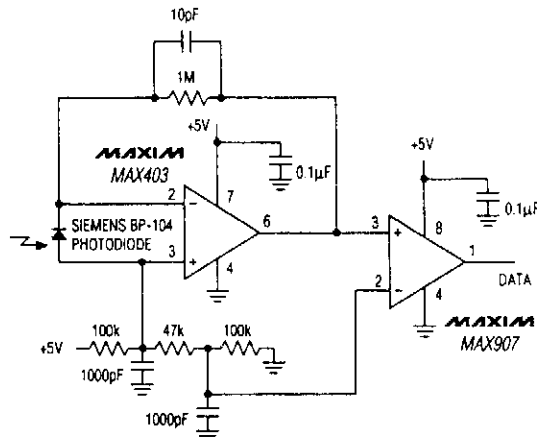 10pF
1M
+5V
+5V
MAXIM
MAX403
0.1µF
0.1µF
2
7
8
SIEMENS BP-104
PHOTODIODE
6
3
1
3
4
DATA
2
4
100k
47k
100k
MAXIM
MAX907
+5V
1000pF
1000pF